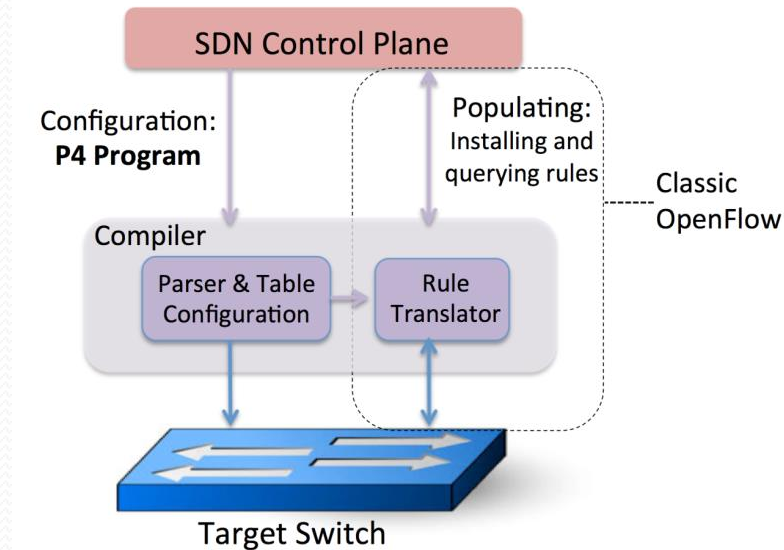 SDN Control Plane
Configuration:
P4 Program
Populating:
Installing and
querying rules
Classic
OpenFlow
Compiler
Parser & Table
Configuration
Rule
Translator
Target Switch